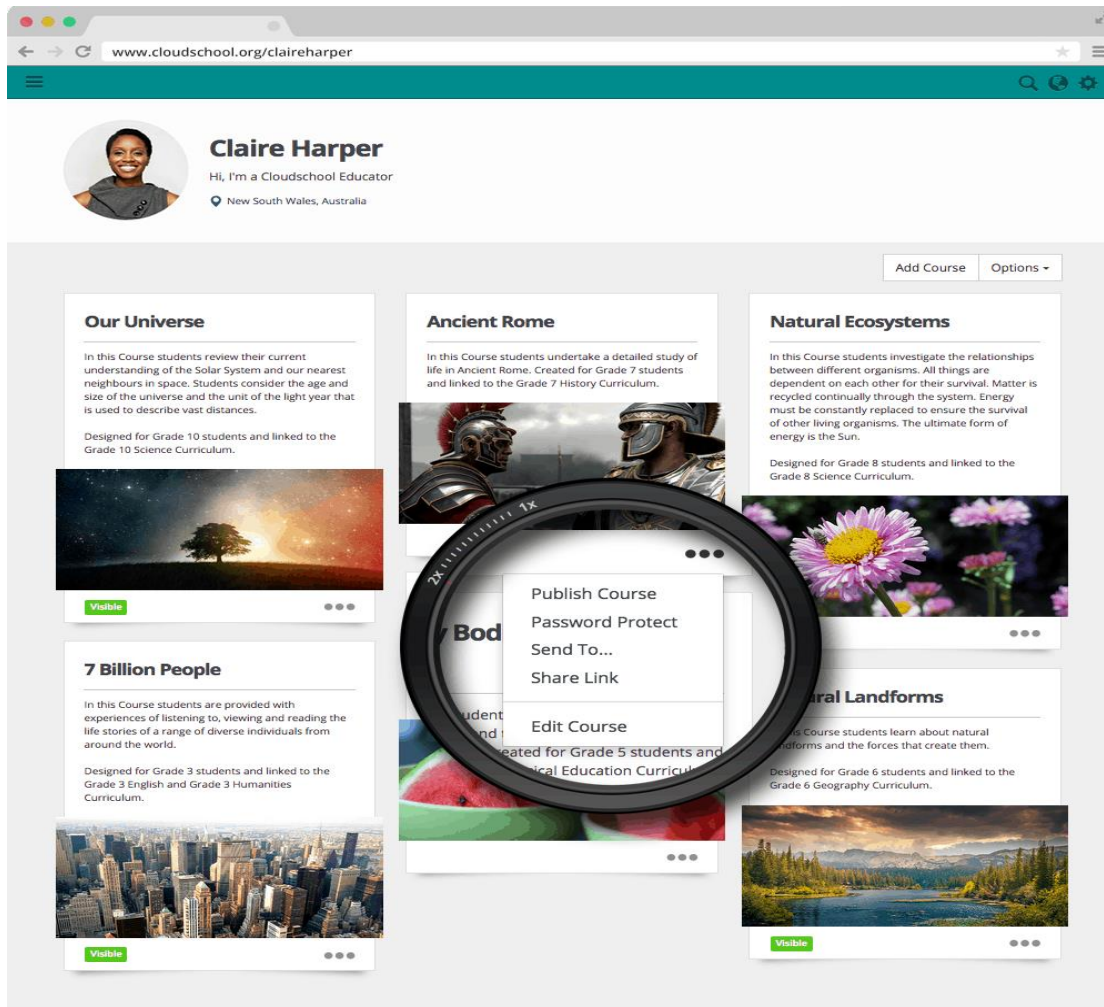 www.cloudschool.org/claireharper
Claire Harper
Hi, I'm a Cloudschool Educator
New South Wales, Australia
Add Course
Options
Our Universe
In this Course students review their current
understanding of the Solar System and our nearest
neighbours in space. Students consider the age and
size of the universe and the unit of the light year that
is used to describe vast distances.
Designed for Grade 10 students and linked to the
Grade 10 Science Curriculum.
Visible
7 Billion People
In this Course students are provided with
experiences of listening to, viewing and reading the
life stories of a range of diverse individuals from
around the world.
Designed for Grade 3 students and linked to the
Grade 3 English and Grade 3 Humanities
Curriculum.
Visible
Ancient Rome
In this Course students undertake a detailed study of
life in Ancient Rome. Created for Grade 7 students
and linked to the Grade 7 History Curriculum.
2X
1X
Publish Course
Password Protect
Send To...
Share Link
Edit Course
y Bod
udent
nd
eated for Grade 5 students and
ical Education Curricul
Natural Ecosystems
In this Course students investigate the relationships
between different organisms. All things are
dependent on each other for their survival. Matter is
recycled continually through the system. Energy
must be constantly replaced to ensure the survival
of other living organisms. The ultimate form of
energy is the Sun.
Designed for Grade 8 students and linked to the
Grade 8 Science Curriculum.
ral Landforms
Course students learn about natural
ndforms and the forces that create them.
Designed for Grade 6 students and linked to the
Grade 6 Geography Curriculum.
Visible